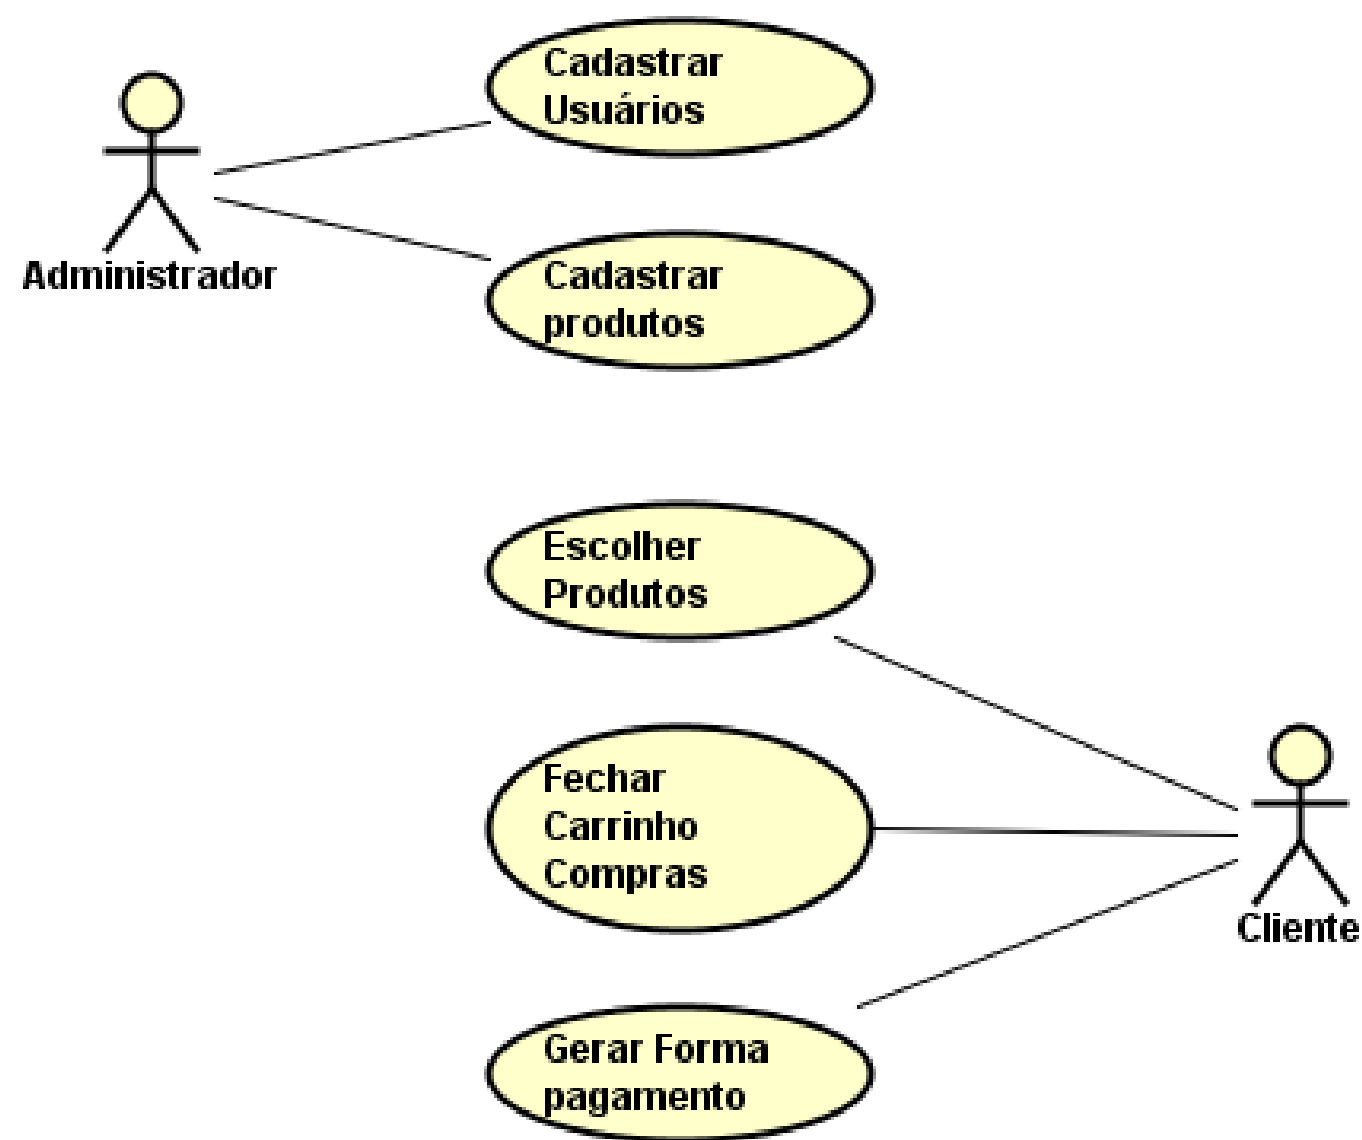 Cadastrar
Usuários
Administrador
Cadastrar
produtos
Escolher
Produtos
Fechar
Carrinho
Compras
Cliente
Gerar Forma
pagamento